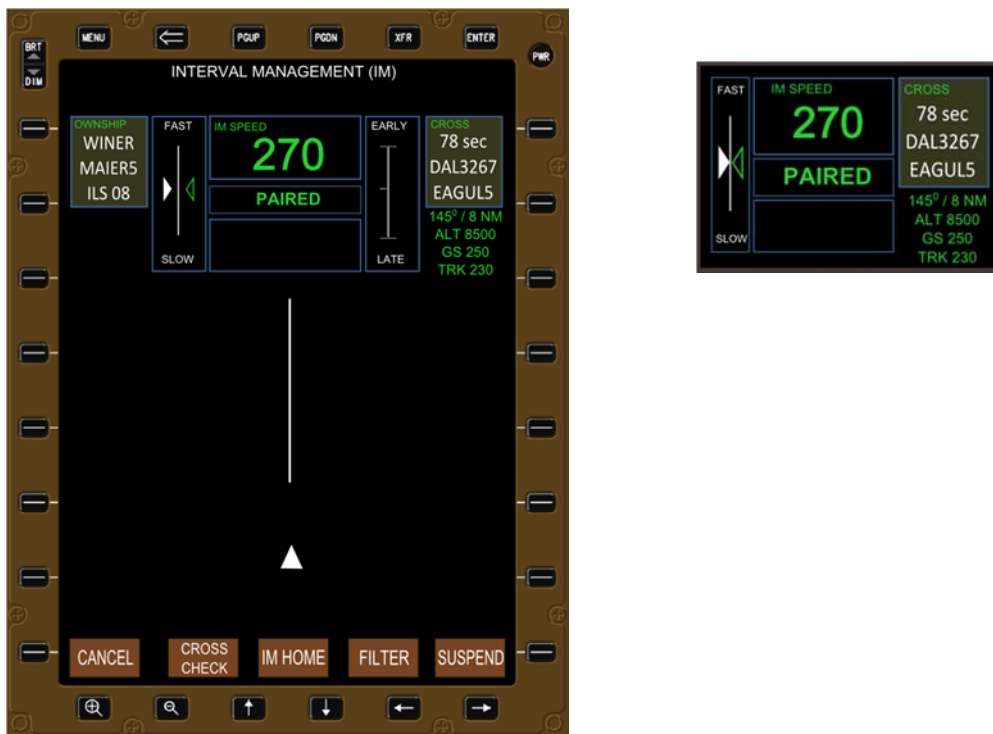 MENU
PGUP
PGDN
XFR
ENTER
BRT
DIM
PWR
INTERVAL MANAGEMENT (IM)
OWNSHIP
WINER
MAIER5
ILS 08
FAST
SLOW
IM SPEED
270
PAIRED
EARLY
LATE
CROSS
78 sec
DAL3267
EAGUL5
145⁰ / 8 NM
ALT 8500
GS 250
TRK 230
CANCEL
CROSS
CHECK
IM HOME
FILTER
SUSPEND
FAST
SLOW
IM SPEED
270
PAIRED
CROSS
78 sec
DAL3267
EAGUL5
145⁰ / 8 NM
ALT 8500
GS 250
TRK 230